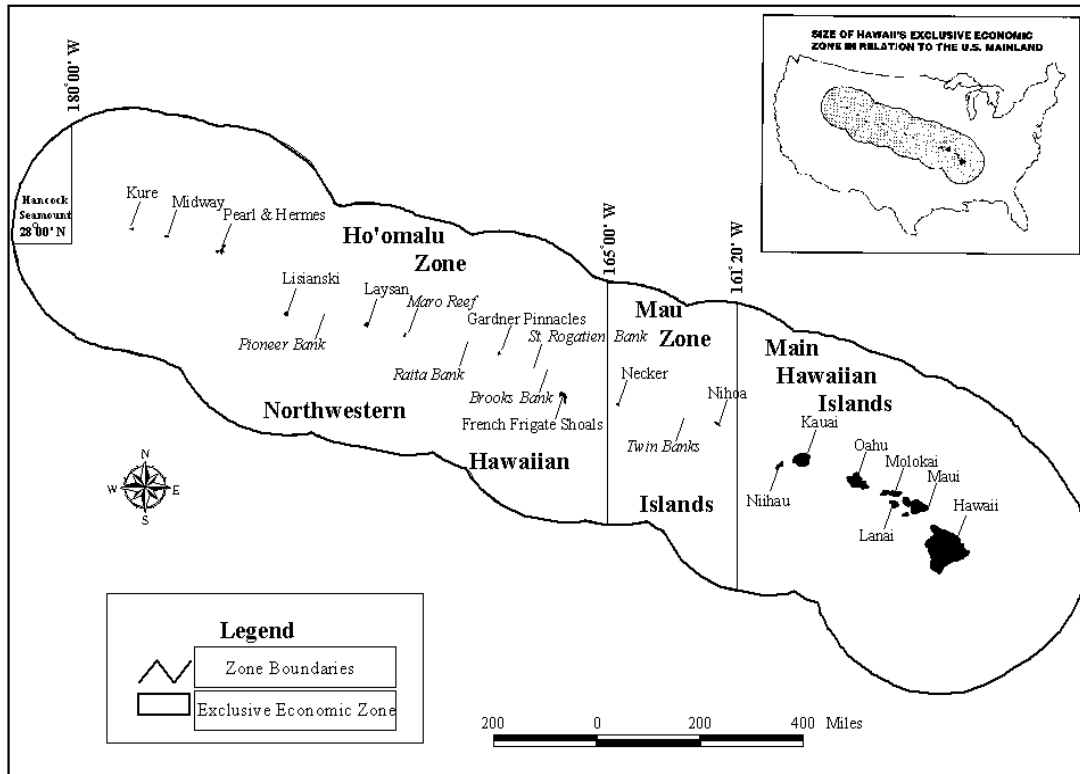 SIZE OF HAWAII'S EXCLUSIVE ECONOMIC
ZONE IN RELATION TO THE U.S. MAINLAND
180°00' W
Hancock
Seamount
28°00' N
Kure
Midway
Pearl & Hermes
Ho'omalu
Zone
165°00' W
161°20' W
Lisianski
Laysan
Maro Reef
Gardner Pinnacles
St. Rogatien Bank
Pioneer Bank
Raita Bank
Brooks Bank
French Frigate Shoals
Mau
Zone
Necker
Nihoa
Twin Banks
Main
Hawaiian
Islands
Northwestern
Hawaiian
Islands
Kauai
Niihau
Oahu
Molokai
Maui
Lanai
Hawaii
N
W E
S
Legend
Zone Boundaries
Exclusive Economic Zone
200 0 200 400 Miles